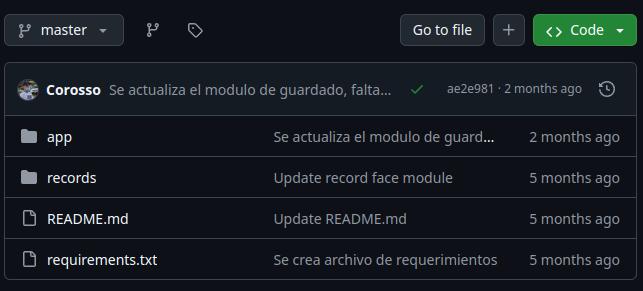 master Go to file Code
Corosso Se actualiza el modulo de guardado, falta... ae2e981 · 2 months ago
app Se actualiza el modulo de guard... 2 months ago
records Update record face module 5 months ago
README.md Update README.md 5 months ago
requirements.txt Se crea archivo de requerimientos 5 months ago